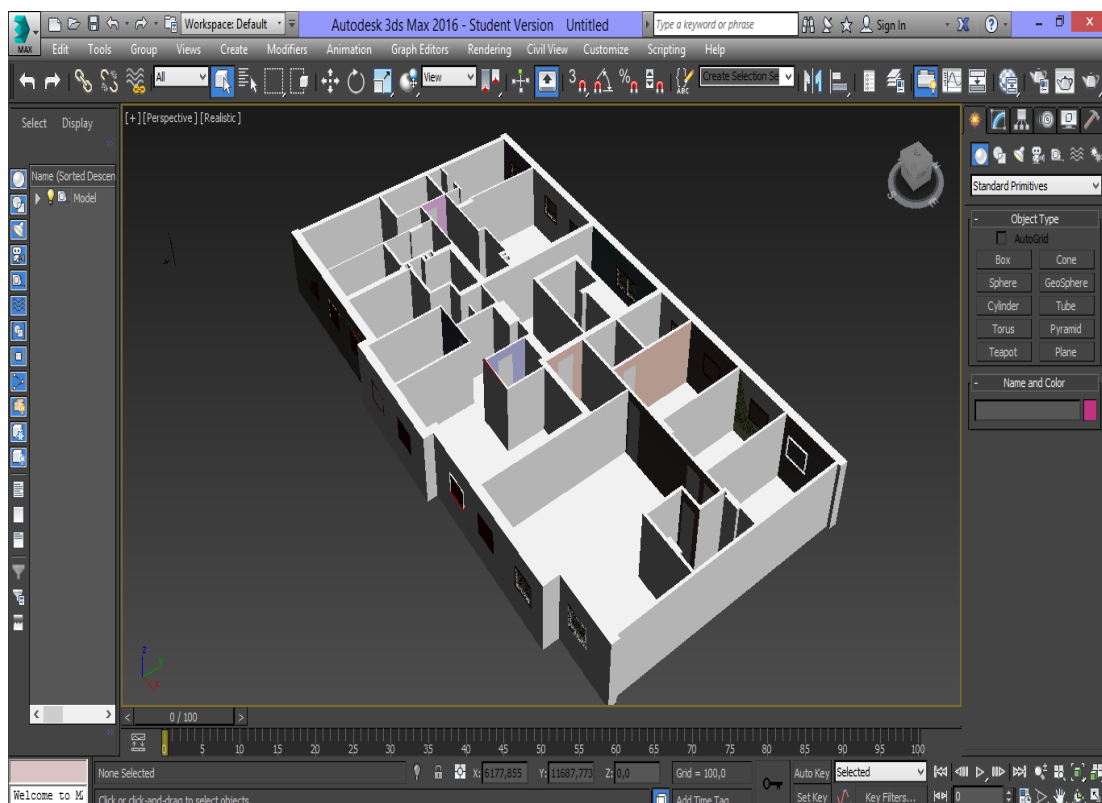 Workspace: Default
Autodesk 3ds Max 2016 - Student Version Untitled
Type a keyword or phrase
Sign In
MAX
Edit Tools Group Views Create Modifiers Animation Graph Editors Rendering Civil View Customize Scripting Help
All
View
3
Create Selection Se
ABC
Select Display
[+] [Perspective] [Realistic]
Name (Sorted Descen
Model
Standard Primitives
- Object Type
AutoGrid
Box Cone
Sphere GeoSphere
Cylinder Tube
Torus Pyramid
Teapot Plane
- Name and Color
z
y
x
< 0 / 100 >
0 5 10 15 20 25 30 35 40 45 50 55 60 65 70 75 80 85 90 95 100
None Selected
X: 6177,855 Y: 11687,773 Z: 0,0
Grid = 100,0
Auto Key Selected
Welcome to M
Click or click-and-drag to select objects
Add Time Tag
Set Key Key Filters...
0